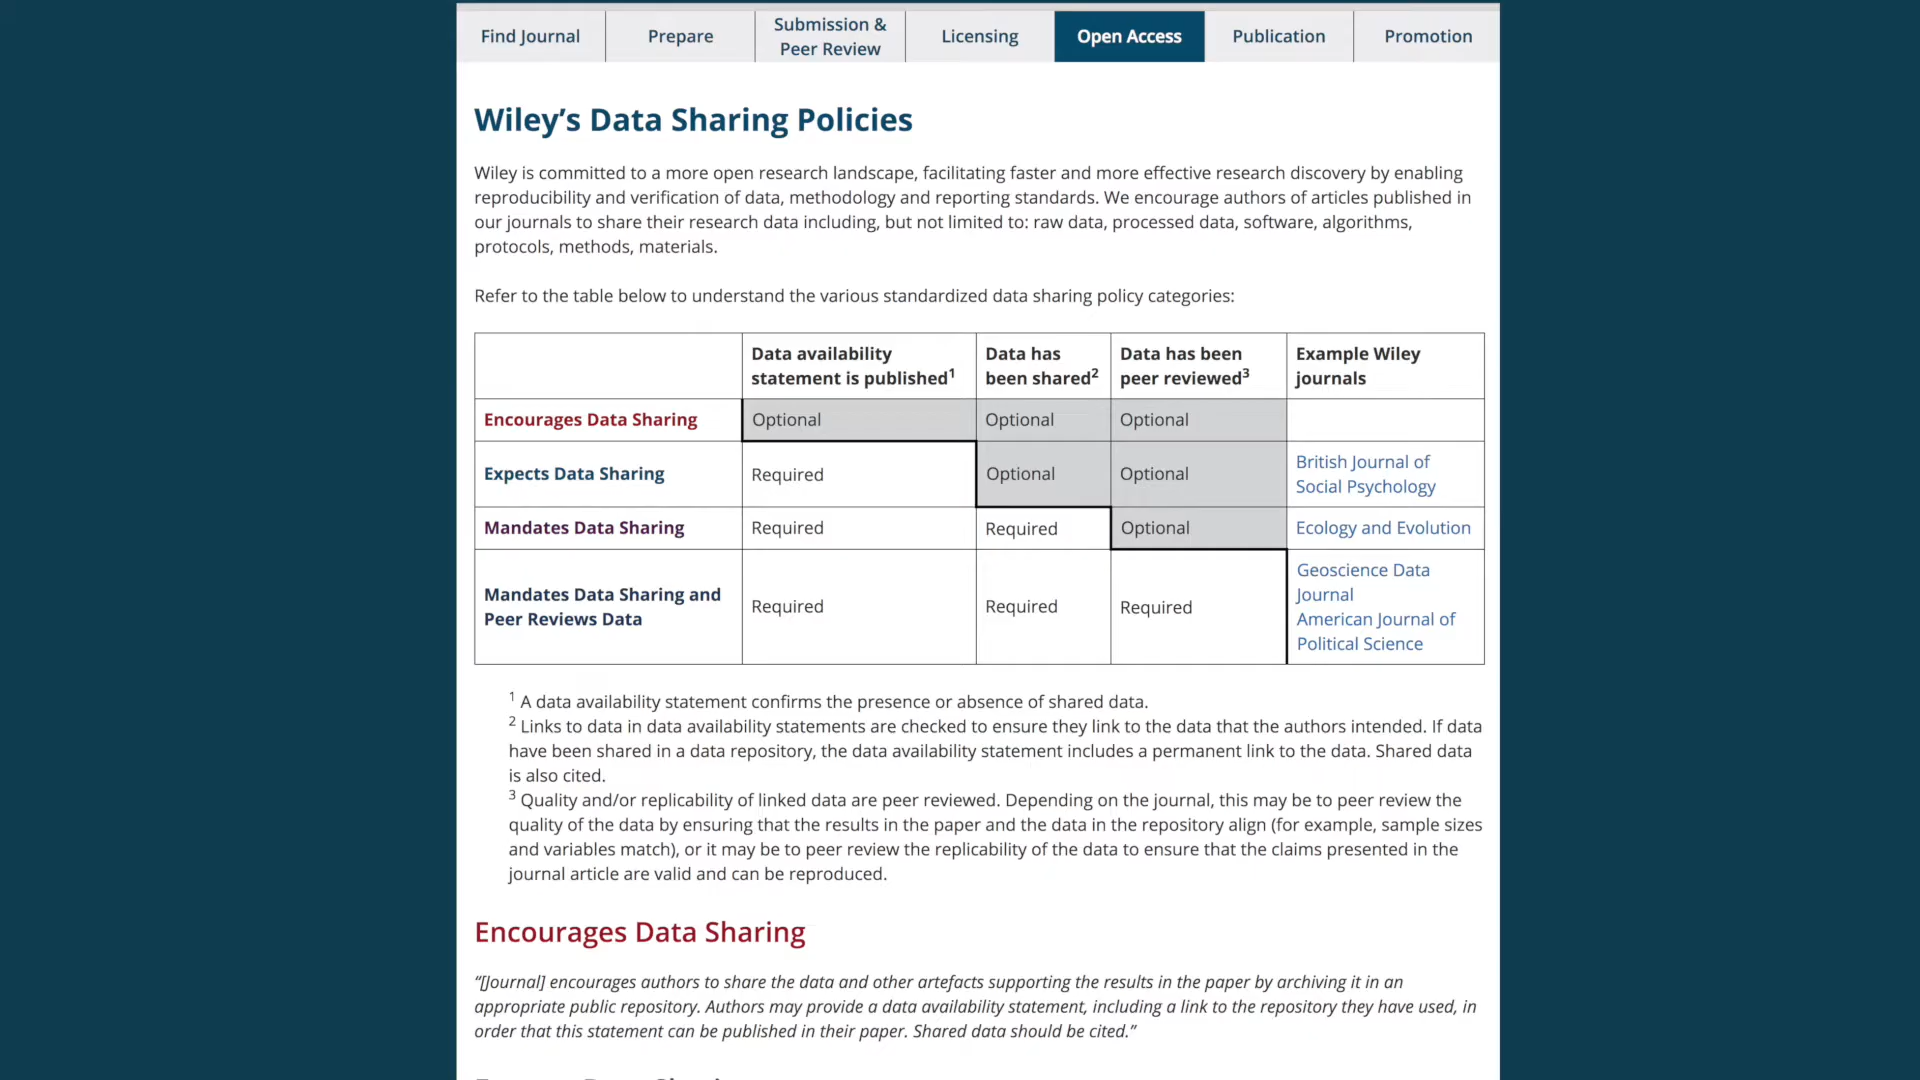 Find Journal
Prepare
Submission &
Peer Review
Licensing
Open Access
Publication
Promotion
Wiley’s Data Sharing Policies
Wiley is committed to a more open research landscape, facilitating faster and more effective research discovery by enabling
reproducibility and verification of data, methodology and reporting standards. We encourage authors of articles published in
our journals to share their research data including, but not limited to: raw data, processed data, software, algorithms,
protocols, methods, materials.
Refer to the table below to understand the various standardized data sharing policy categories:
Data availability
statement is published¹
Data has
been shared²
Data has been
peer reviewed³
Example Wiley
journals
Encourages Data Sharing
Optional
Optional
Optional
Expects Data Sharing
Required
Optional
Optional
British Journal of
Social Psychology
Mandates Data Sharing
Required
Required
Optional
Ecology and Evolution
Mandates Data Sharing and
Peer Reviews Data
Required
Required
Required
Geoscience Data
Journal
American Journal of
Political Science
¹ A data availability statement confirms the presence or absence of shared data.
² Links to data in data availability statements are checked to ensure they link to the data that the authors intended. If data
have been shared in a data repository, the data availability statement includes a permanent link to the data. Shared data
is also cited.
³ Quality and/or replicability of linked data are peer reviewed. Depending on the journal, this may be to peer review the
quality of the data by ensuring that the results in the paper and the data in the repository align (for example, sample sizes
and variables match), or it may be to peer review the replicability of the data to ensure that the claims presented in the
journal article are valid and can be reproduced.
Encourages Data Sharing
“[Journal] encourages authors to share the data and other artefacts supporting the results in the paper by archiving it in an
appropriate public repository. Authors may provide a data availability statement, including a link to the repository they have used, in
order that this statement can be published in their paper. Shared data should be cited.”